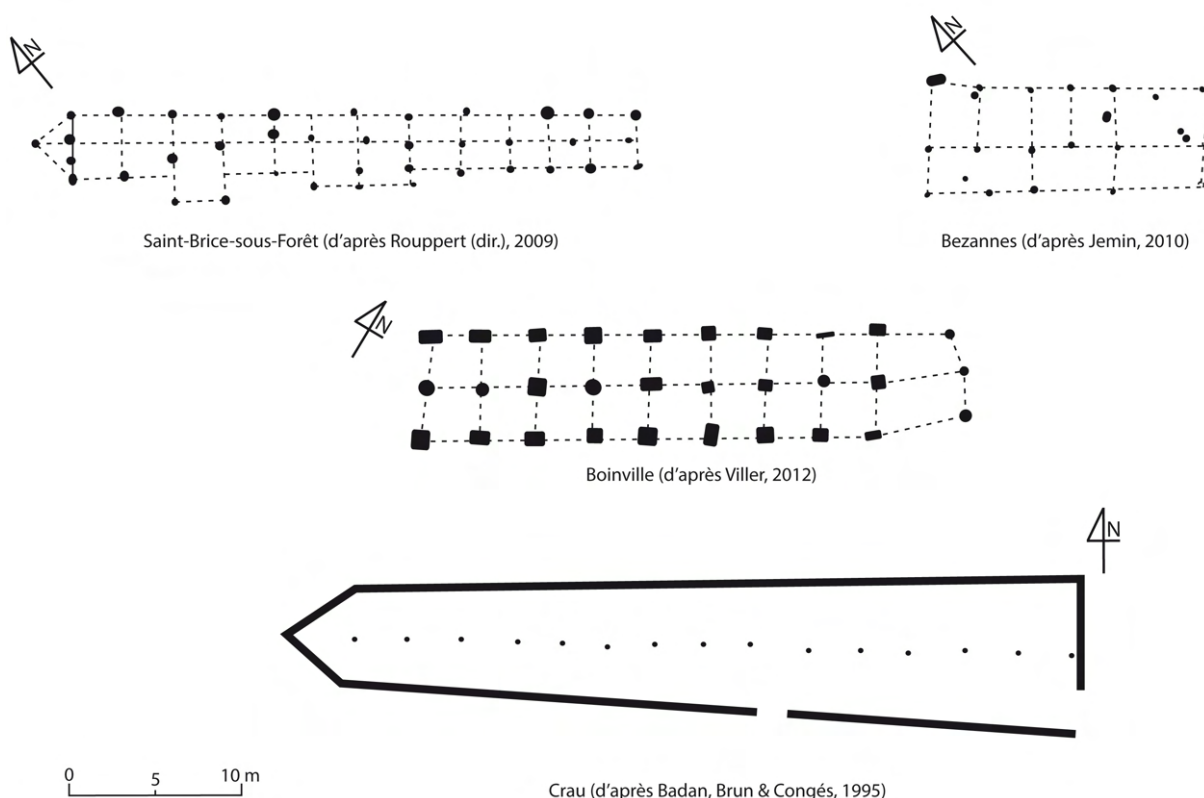 N
N
Saint-Brice-sous-Forêt (d'après Rouppert (dir.), 2009)
Bezannes (d'après Jemin, 2010)
N
Boinville (d'après Viller, 2012)
N
0 5 10 m
Crau (d'après Badan, Brun & Congés, 1995)